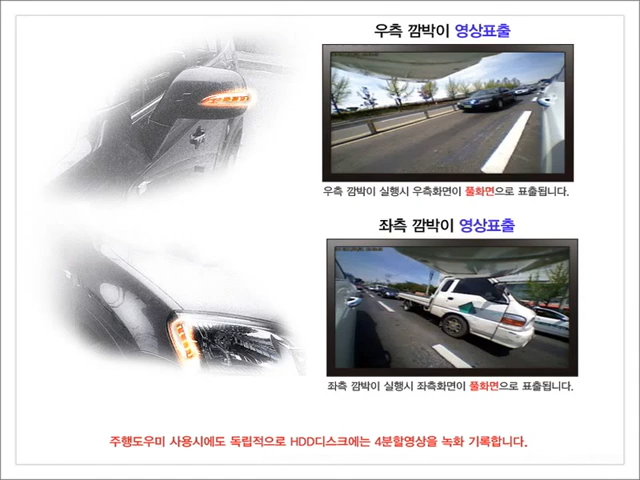 우측 깜박이 영상표출
우측 깜박이 실행시 우측화면이 풀화면으로 표출됩니다.
좌측 깜박이 영상표출
좌측 깜박이 실행시 좌측화면이 풀화면으로 표출됩니다.
주행도우미 사용시에도 독립적으로 HDD디스크에는 4분할영상을 녹화 기록합니다.